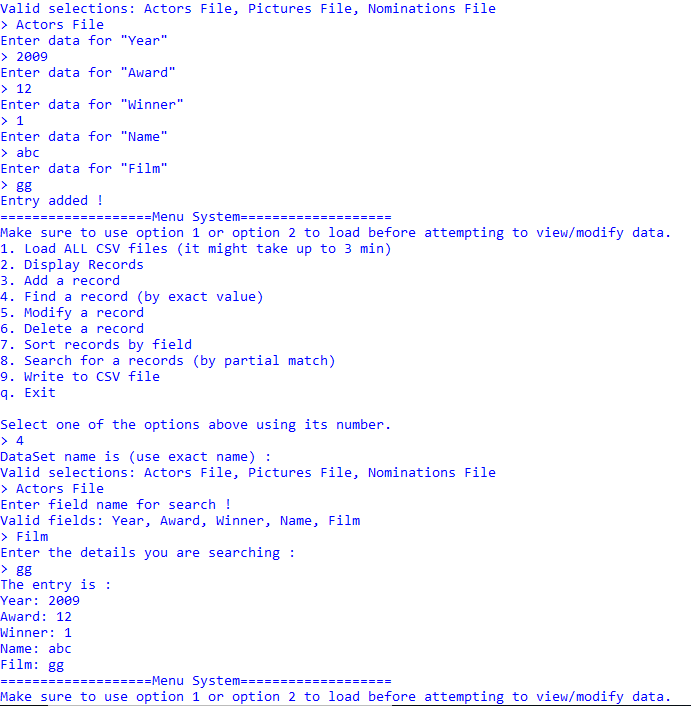 Valid selections: Actors File, Pictures File, Nominations File
> Actors File
Enter data for "Year"
> 2009
Enter data for "Award"
> 12
Enter data for "Winner"
> 1
Enter data for "Name"
> abc
Enter data for "Film"
> gg
Entry added !
===================Menu System===================
Make sure to use option 1 or option 2 to load before attempting to view/modify data.
1. Load ALL CSV files (it might take up to 3 min)
2. Display Records
3. Add a record
4. Find a record (by exact value)
5. Modify a record
6. Delete a record
7. Sort records by field
8. Search for a records (by partial match)
9. Write to CSV file
q. Exit

Select one of the options above using its number.
> 4
DataSet name is (use exact name) :
Valid selections: Actors File, Pictures File, Nominations File
> Actors File
Enter field name for search !
Valid fields: Year, Award, Winner, Name, Film
> Film
Enter the details you are searching :
> gg
The entry is :
Year: 2009
Award: 12
Winner: 1
Name: abc
Film: gg
===================Menu System===================
Make sure to use option 1 or option 2 to load before attempting to view/modify data.